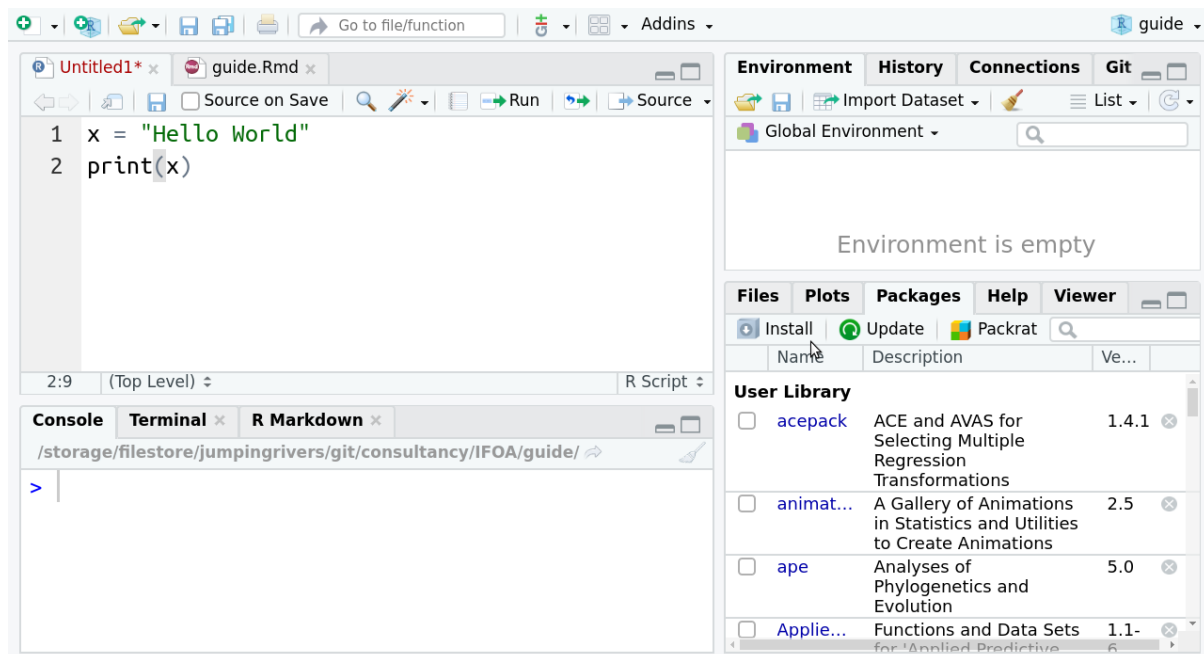 Go to file/function Addins guide
Untitled1* guide.Rmd
Source on Save Run Source
1 x = "Hello World"
2 print(x)
2:9 (Top Level) R Script
Console Terminal R Markdown
/storage/filestore/jumpingrivers/git/consultancy/IFOA/guide/
>
Environment History Connections Git
Import Dataset List
Global Environment
Environment is empty
Files Plots Packages Help Viewer
Install Update Packrat
Name Description Ve...
User Library
acepack ACE and AVAS for 1.4.1
Selecting Multiple
Regression
Transformations
animat... A Gallery of Animations 2.5
in Statistics and Utilities
to Create Animations
ape Analyses of 5.0
Phylogenetics and
Evolution
Applie... Functions and Data Sets 1.1-
for 'Applied Predictive 6